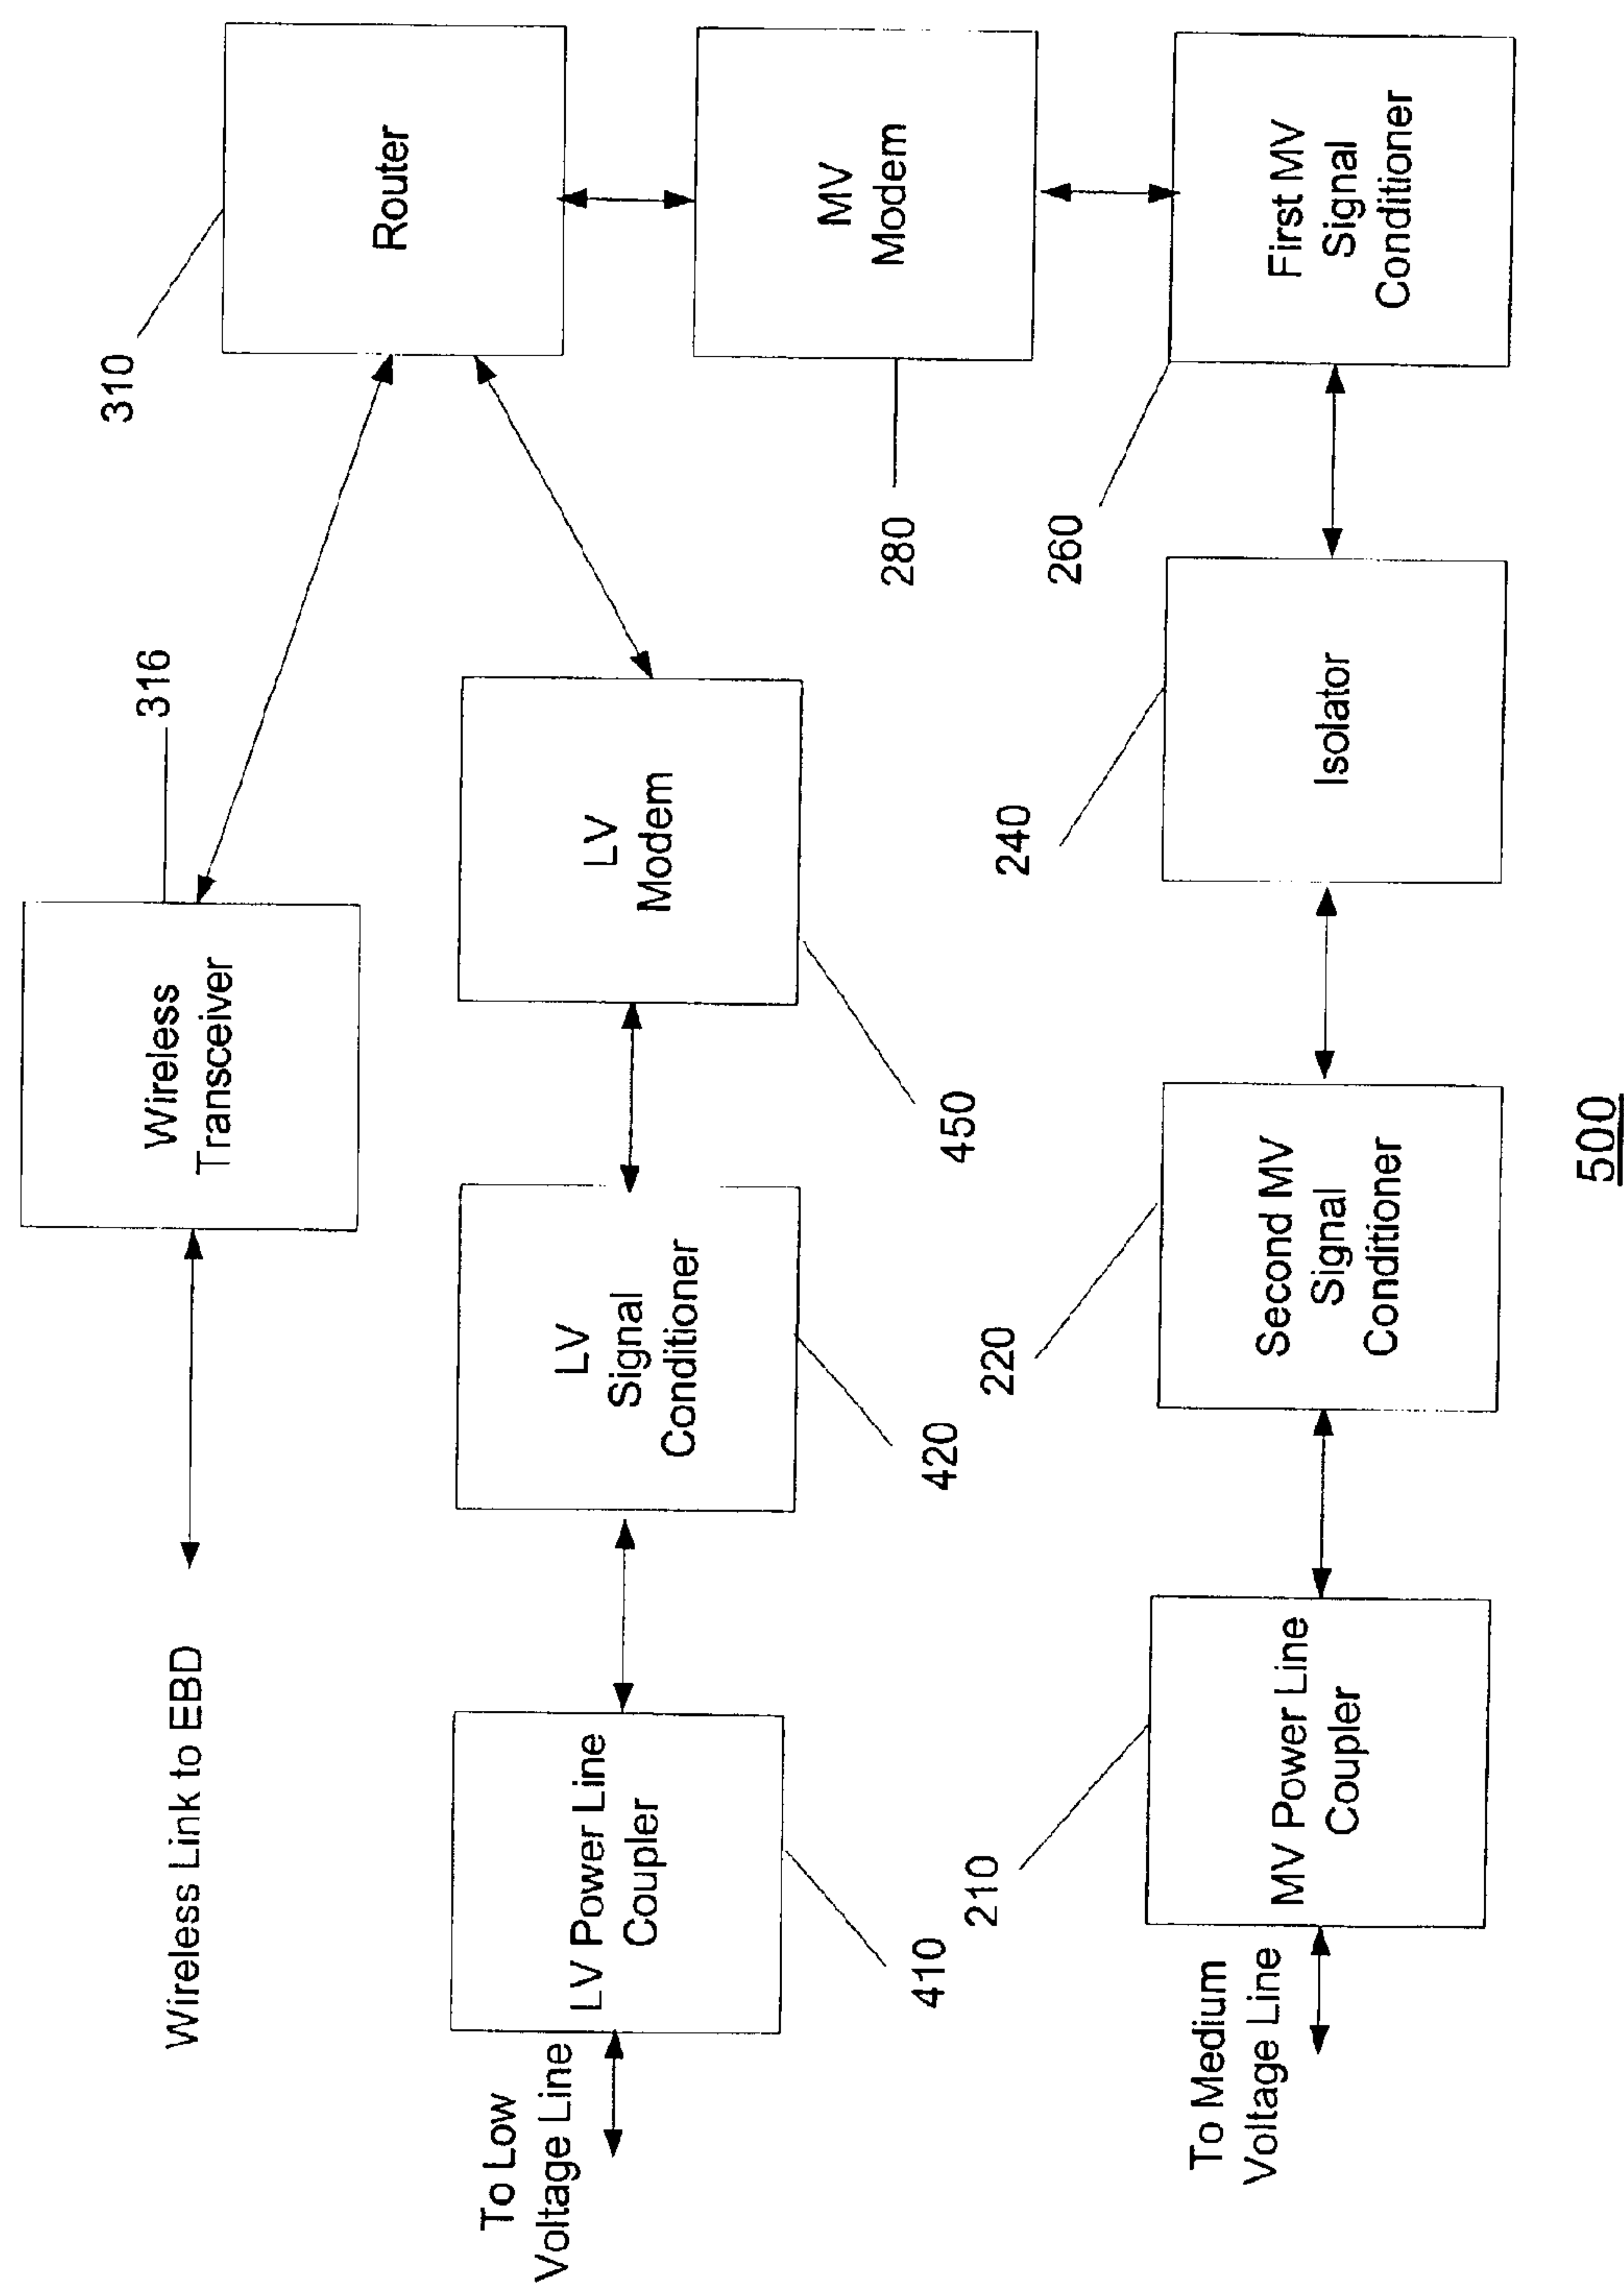 Wireless Link to EBD
Wireless
Transceiver
316
310
Router
To Low
Voltage Line
LV Power Line
Coupler
410
LV
Signal
Conditioner
420
LV
Modem
450
MV
Modem
280
To Medium
Voltage Line
MV Power Line
Coupler
210
Second MV
Signal
Conditioner
220
Isolator
240
First MV
Signal
Conditioner
260
500